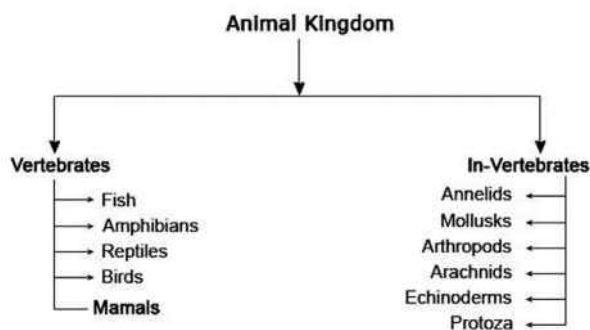 Animal Kingdom
Vertebrates
Fish
Amphibians
Reptiles
Birds
Mamals
In-Vertebrates
Annelids
Mollusks
Arthropods
Arachnids
Echinoderms
Protoza